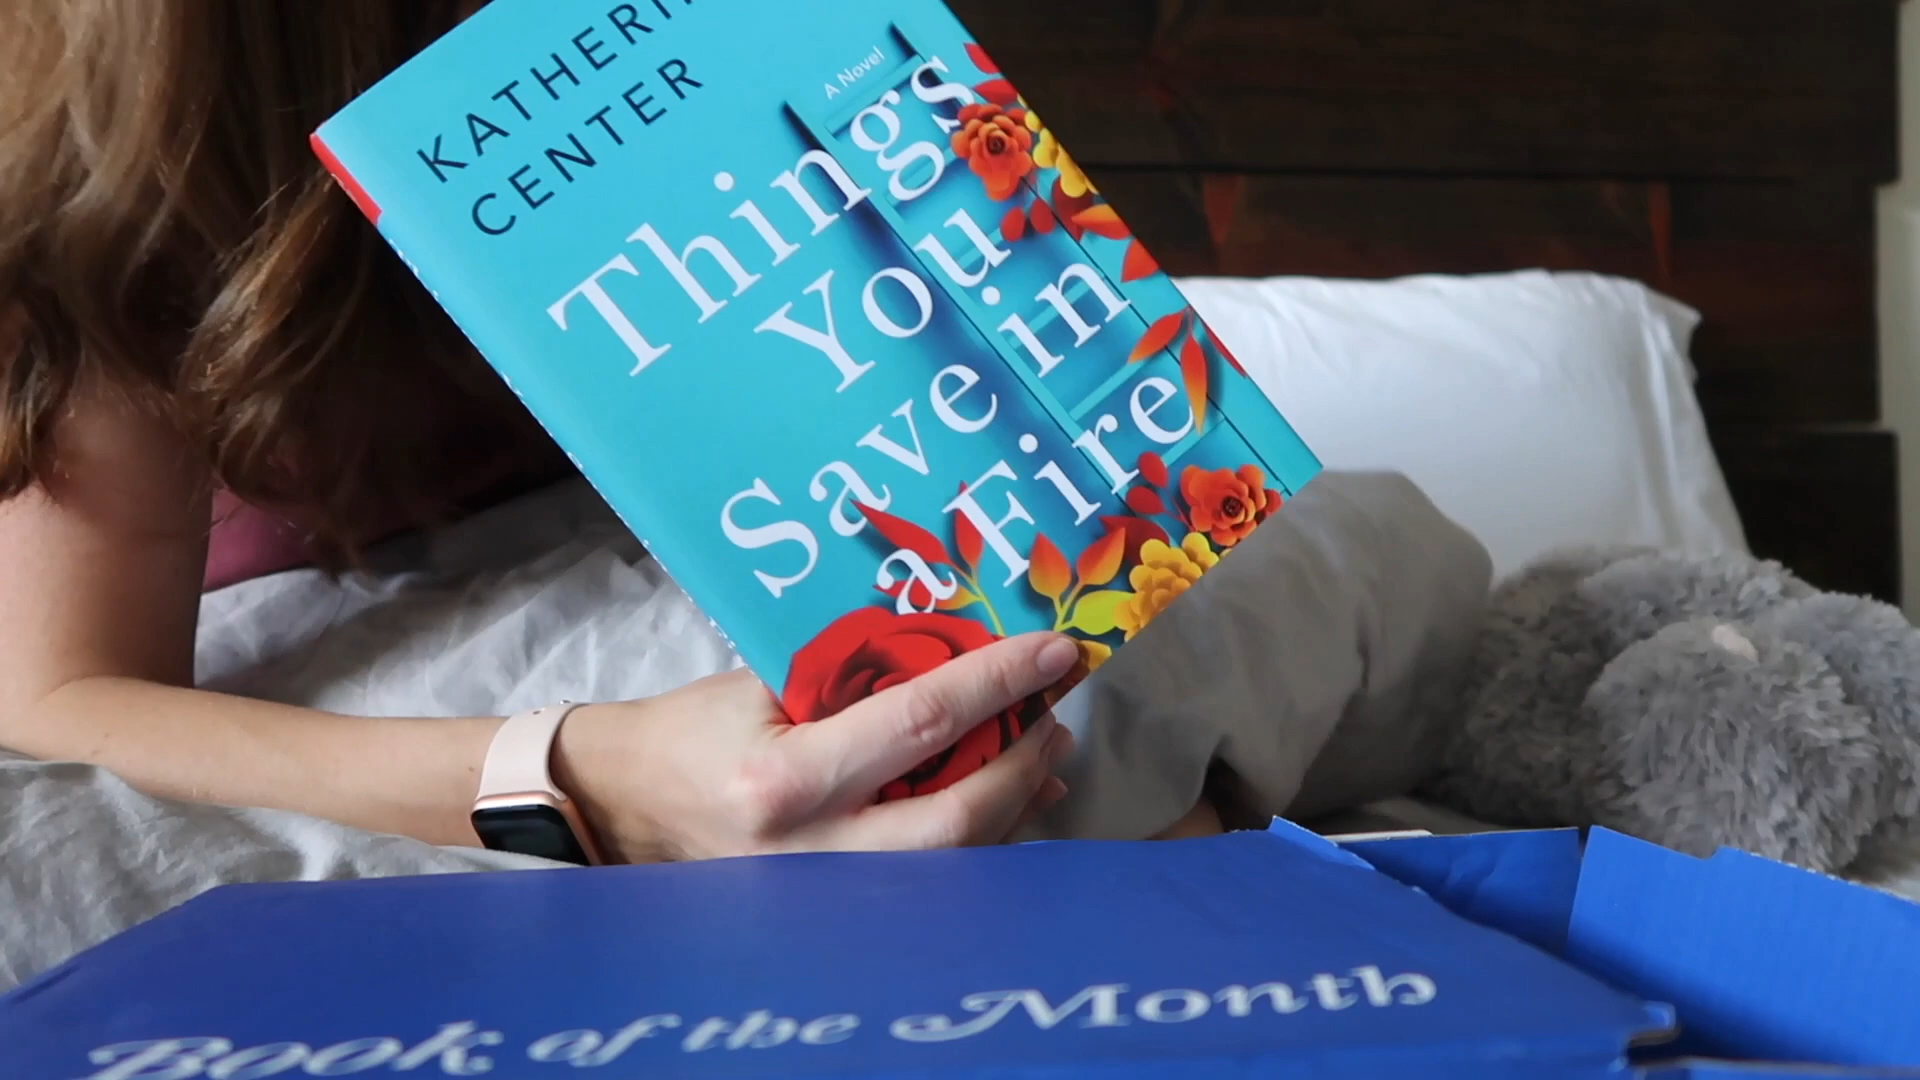 KATHERI
CENTER
A Novel
Things
You
Save in
a Fire
Book of the Month